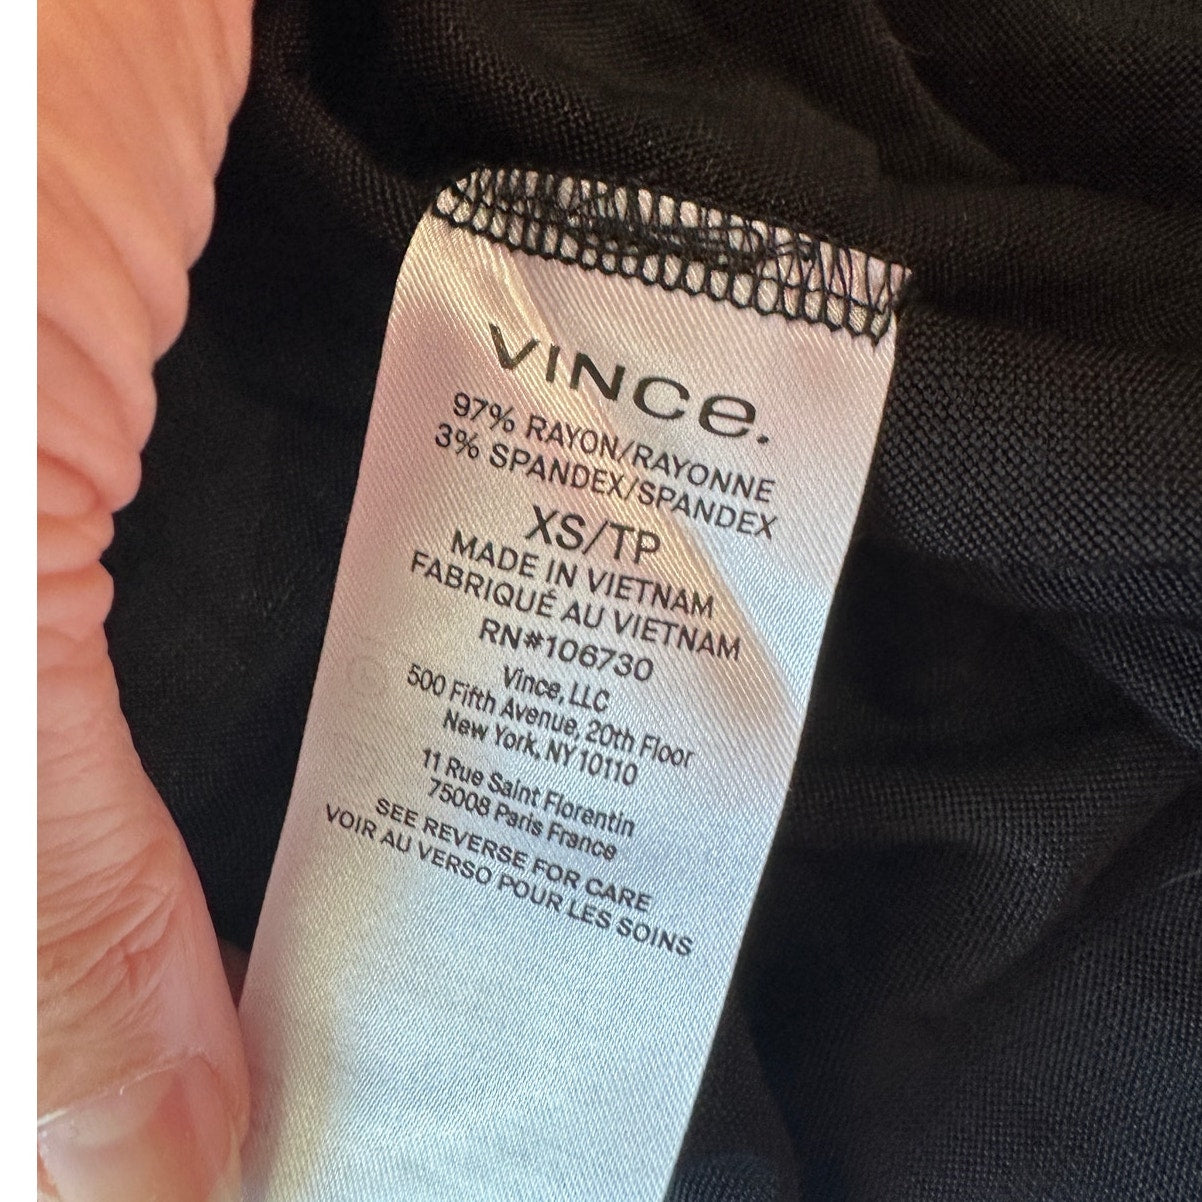 VINCe.
97% RAYON/RAYONNE
3% SPANDEX/SPANDEX
XS/TP
MADE IN VIETNAM
FABRIQUÉ AU VIETNAM
RN#106730
Vince, LLC
500 Fifth Avenue, 20th Floor
New York, NY 10110
11 Rue Saint Florentin
75008 Paris France
SEE REVERSE FOR CARE
VOIR AU VERSO POUR LES SOINS